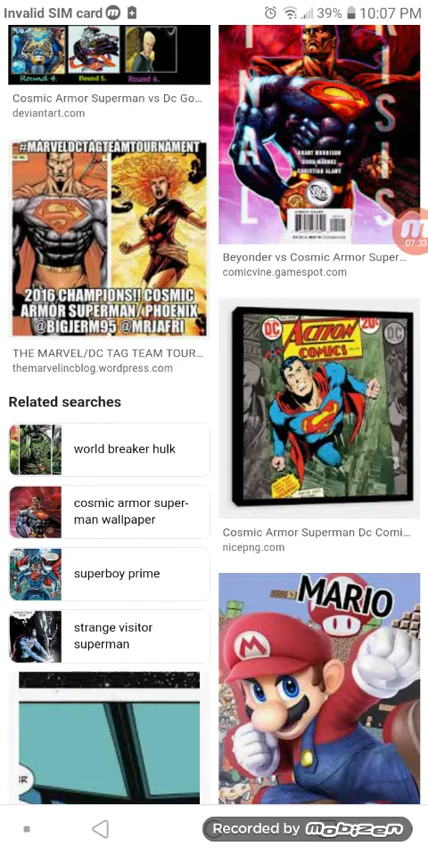 Invalid SIM card
39%
10:07 PM
Round 4.
Round 5.
Round 6.
Cosmic Armor Superman vs Dc Go...
deviantart.com
#MARVELDCTAGTEAMTOURNAMENT
2016 CHAMPIONS!! COSMIC
ARMOR SUPERMAN/PHOENIX
@BIGJERM95 @MRJAFRI
THE MARVEL/DC TAG TEAM TOUR...
themarvelincblog.wordpress.com
Related searches
world breaker hulk
cosmic armor super-
man wallpaper
superboy prime
strange visitor
superman
INAL
ISIS
GRANT MORRISON
DOUG MAHNKE
CHRISTIAN ALAMY
07:33
Beyonder vs Cosmic Armor Super...
comicvine.gamespot.com
DC
ACTION
COMICS
20¢
DC
Cosmic Armor Superman Dc Comi...
nicepng.com
MARIO
M
Recorded by MOBIZEN